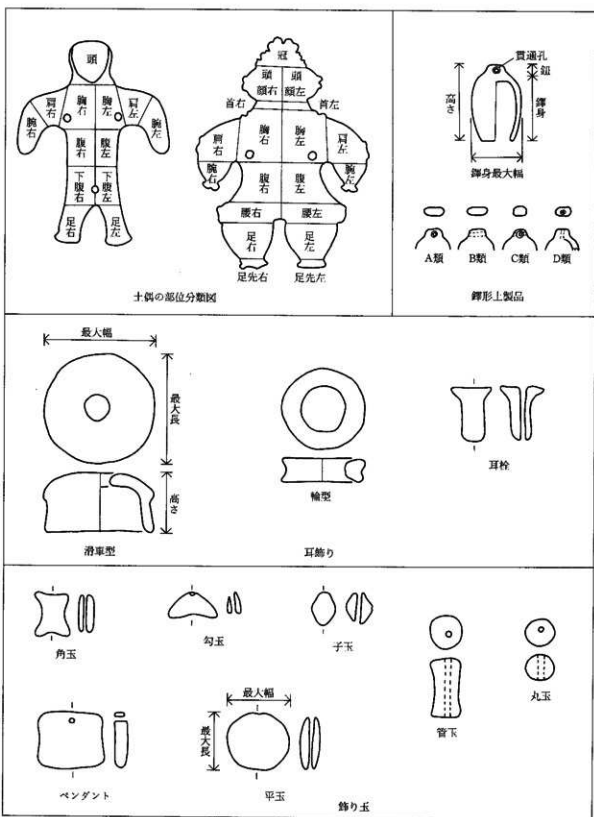 頭
肩右
胸右
胸左
肩左
腕右
腕左
腹右
腹左
下腹右
下腹左
足右
足左
冠
頭
頭
顔右
顔左
首右
首左
肩右
胸右
胸左
肩左
腕右
腕左
腹右
腹左
腰右
腰左
足右
足左
足先右
足先左
土偶の部位分類図
貫通孔
鈕
高さ
鐸身
鐸身最大幅
A類
B類
C類
D類
鐸形土製品
最大幅
最大長
高さ
滑車型
輪型
耳栓
耳飾り
角玉
勾玉
子玉
管玉
丸玉
ペンダント
最大幅
最大長
平玉
飾り玉